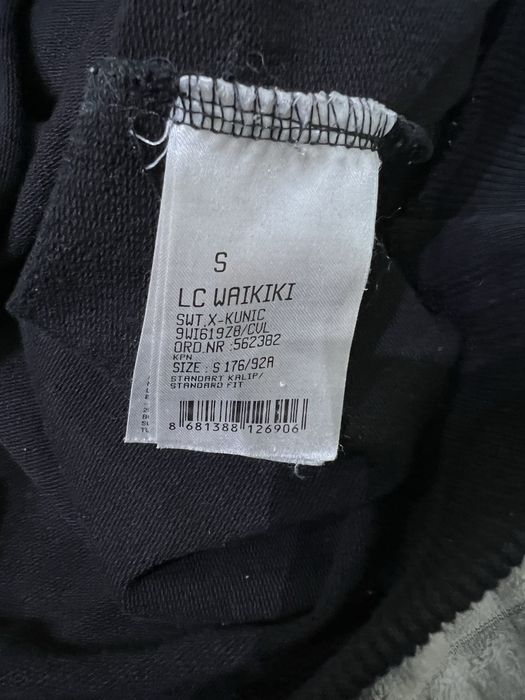 S
LC WAIKIKI
SWT.X-KUNIC
9WI619Z8/CVL
ORD.NR :562382
KPN
SIZE : S 176/92A
STANDART KALIP/
STANDARD FIT
8 681388 126906